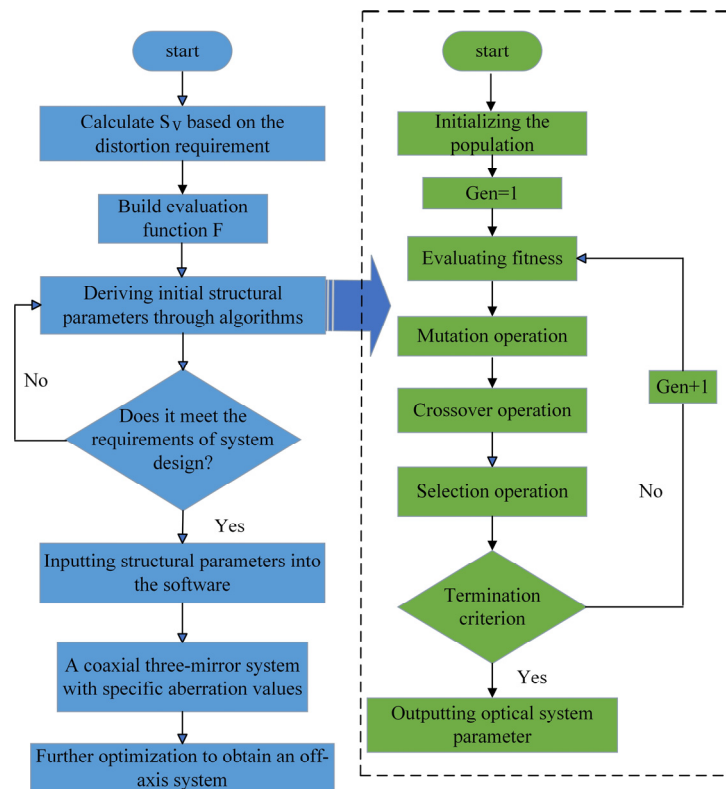 start
Calculate SV based on the
distortion requirement
Build evaluation
function F
Deriving initial structural
parameters through algorithms
No
Does it meet the
requirements of system
design?
Yes
Inputting structural parameters into
the software
A coaxial three-mirror system
with specific aberration values
Further optimization to obtain an off-
axis system
start
Initializing the
population
Gen=1
Evaluating fitness
Mutation operation
Gen+1
Crossover operation
Selection operation
No
Termination
criterion
Yes
Outputting optical system
parameter